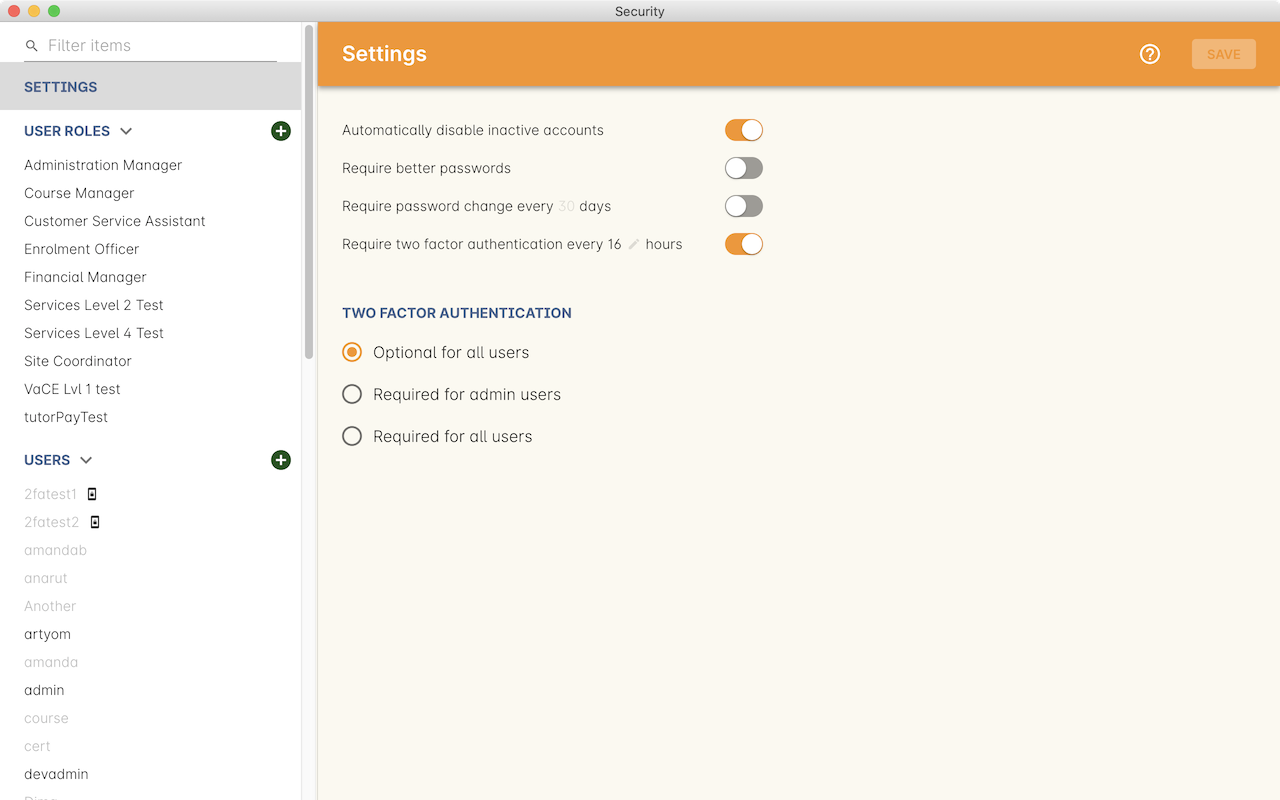 Security
Filter items
SETTINGS
USER ROLES
Administration Manager
Course Manager
Customer Service Assistant
Enrolment Officer
Financial Manager
Services Level 2 Test
Services Level 4 Test
Site Coordinator
VaCE Lvl 1 test
tutorPayTest
USERS
2fatest1
2fatest2
amandab
anarut
Another
artyom
amanda
admin
course
cert
devadmin
Settings
SAVE
Automatically disable inactive accounts
Require better passwords
Require password change every 30 days
Require two factor authentication every 16 hours
TWO FACTOR AUTHENTICATION
Optional for all users
Required for admin users
Required for all users